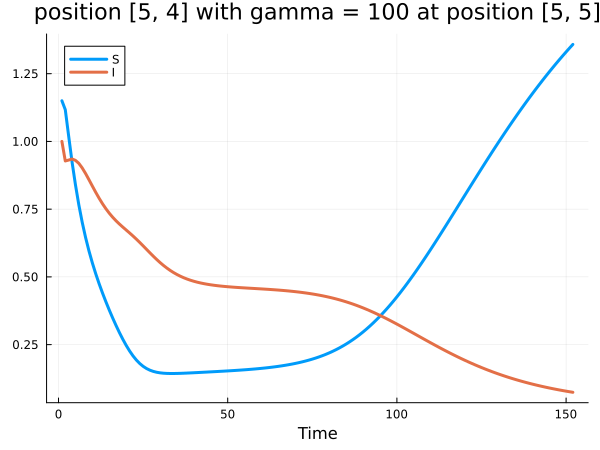 position [5, 4] with gamma = 100 at position [5, 5]
S
I
1.25
1.00
0.75
0.50
0.25
0 50 100 150
Time